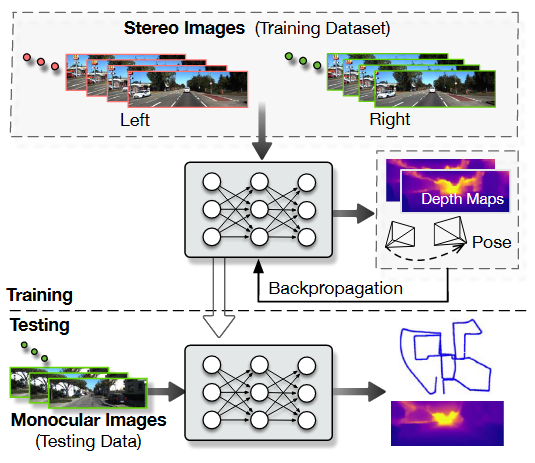 Stereo Images (Training Dataset)
Left
Right
Depth Maps
Pose
Backpropagation
Training
Testing
Monocular Images
(Testing Data)